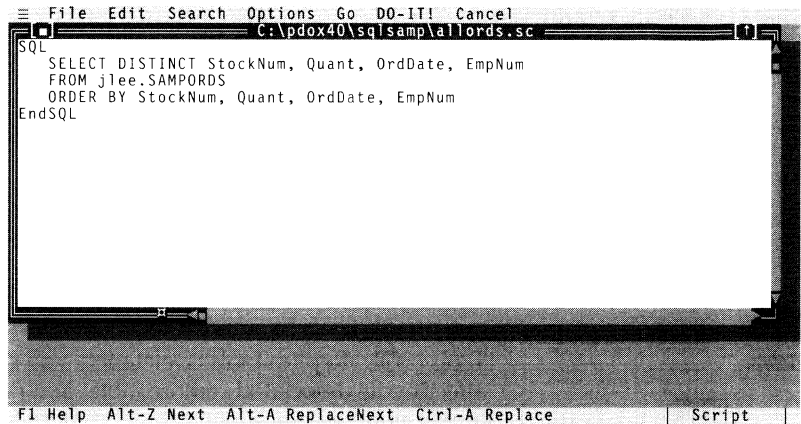 ≡ File Edit Search Options Go DO-IT! Cancel
C:\pdox40\sqlsamp\allords.sc
SQL
SELECT DISTINCT StockNum, Quant, OrdDate, EmpNum
FROM jlee.SAMPORDS
ORDER BY StockNum, Quant, OrdDate, EmpNum
EndSQL
F1 Help Alt-Z Next Alt-A ReplaceNext Ctrl-A Replace Script